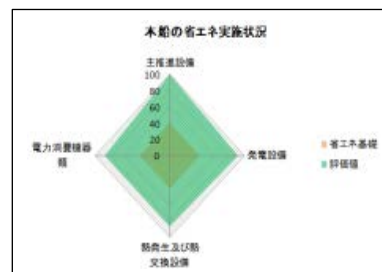 本船の省エネ実施状況
主推進設備
100
80
60
40
20
0
電力消費機器
類
発電設備
熱発生及び熱
交換設備
省エネ基礎
評価値